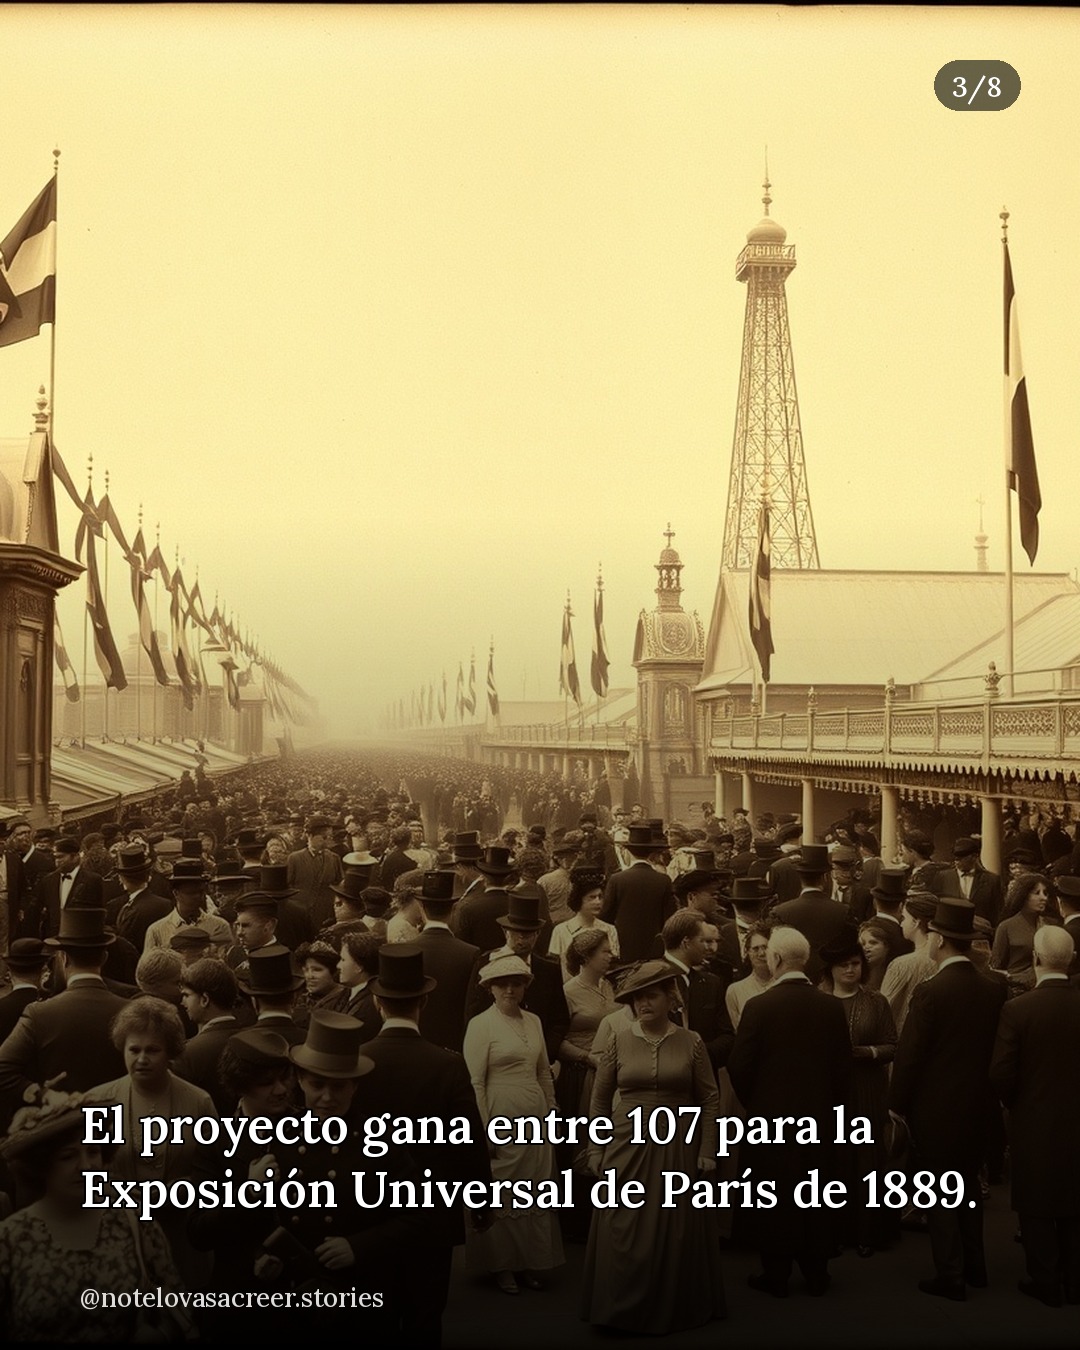 3/8
El proyecto gana entre 107 para la
Exposición Universal de París de 1889.
@notelovasacreer.stories